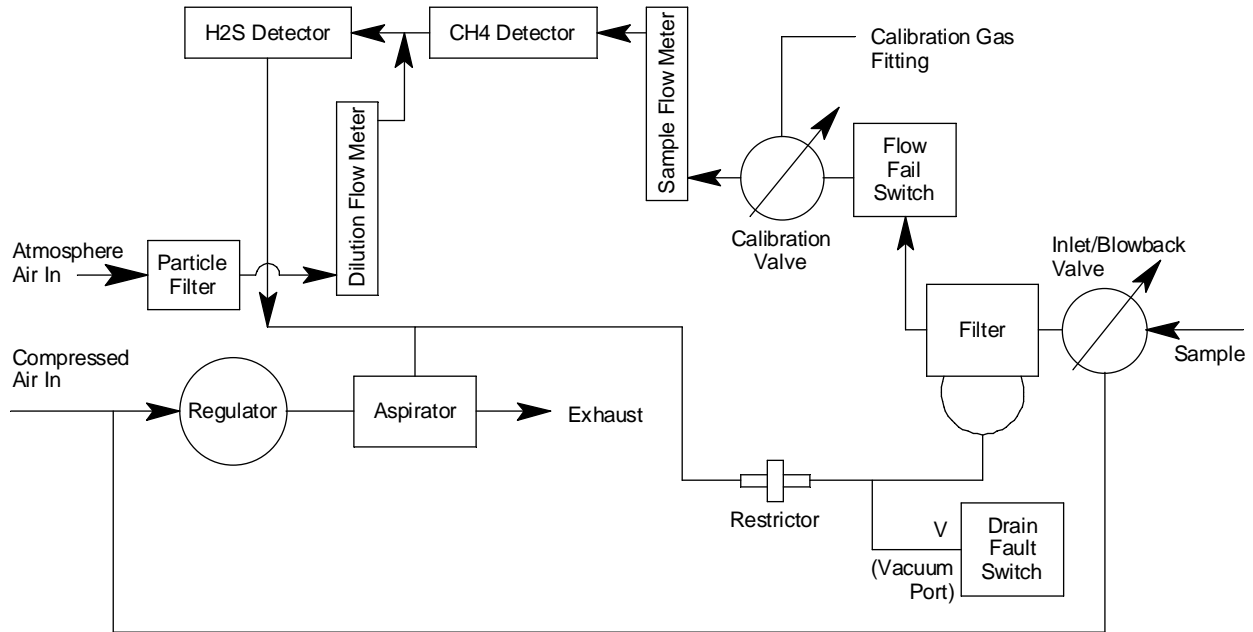 H2S Detector
CH4 Detector
Sample Flow Meter
Calibration Gas
Fitting
Dilution Flow Meter
Flow
Fail
Switch
Calibration
Valve
Atmosphere
Air In
Particle
Filter
Inlet/Blowback
Valve
Filter
Sample
Compressed
Air In
Regulator
Aspirator
Exhaust
Restrictor
V
(Vacuum
Port)
Drain
Fault
Switch